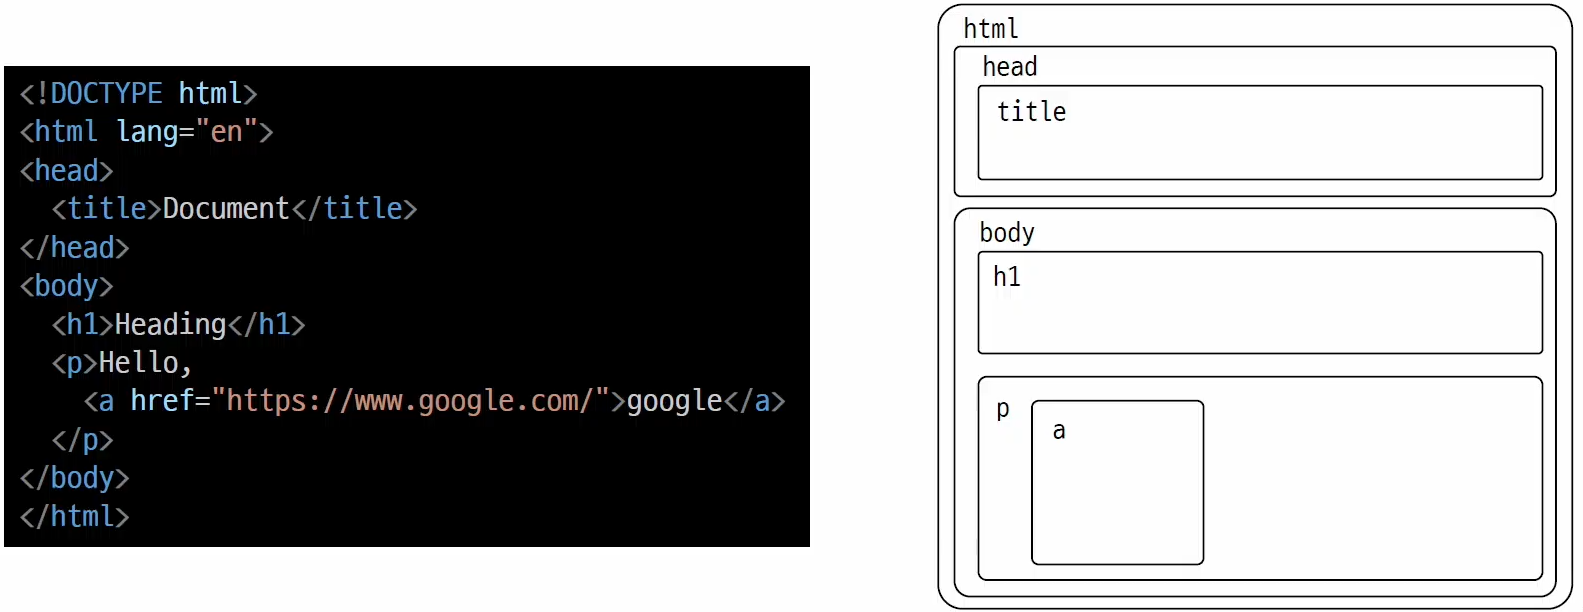 <!DOCTYPE html>
<html lang="en">
<head>
  <title>Document</title>
</head>
<body>
  <h1>Heading</h1>
  <p>Hello,
    <a href="https://www.google.com/">google</a>
  </p>
</body>
</html>
html
head
title
body
h1
p
a